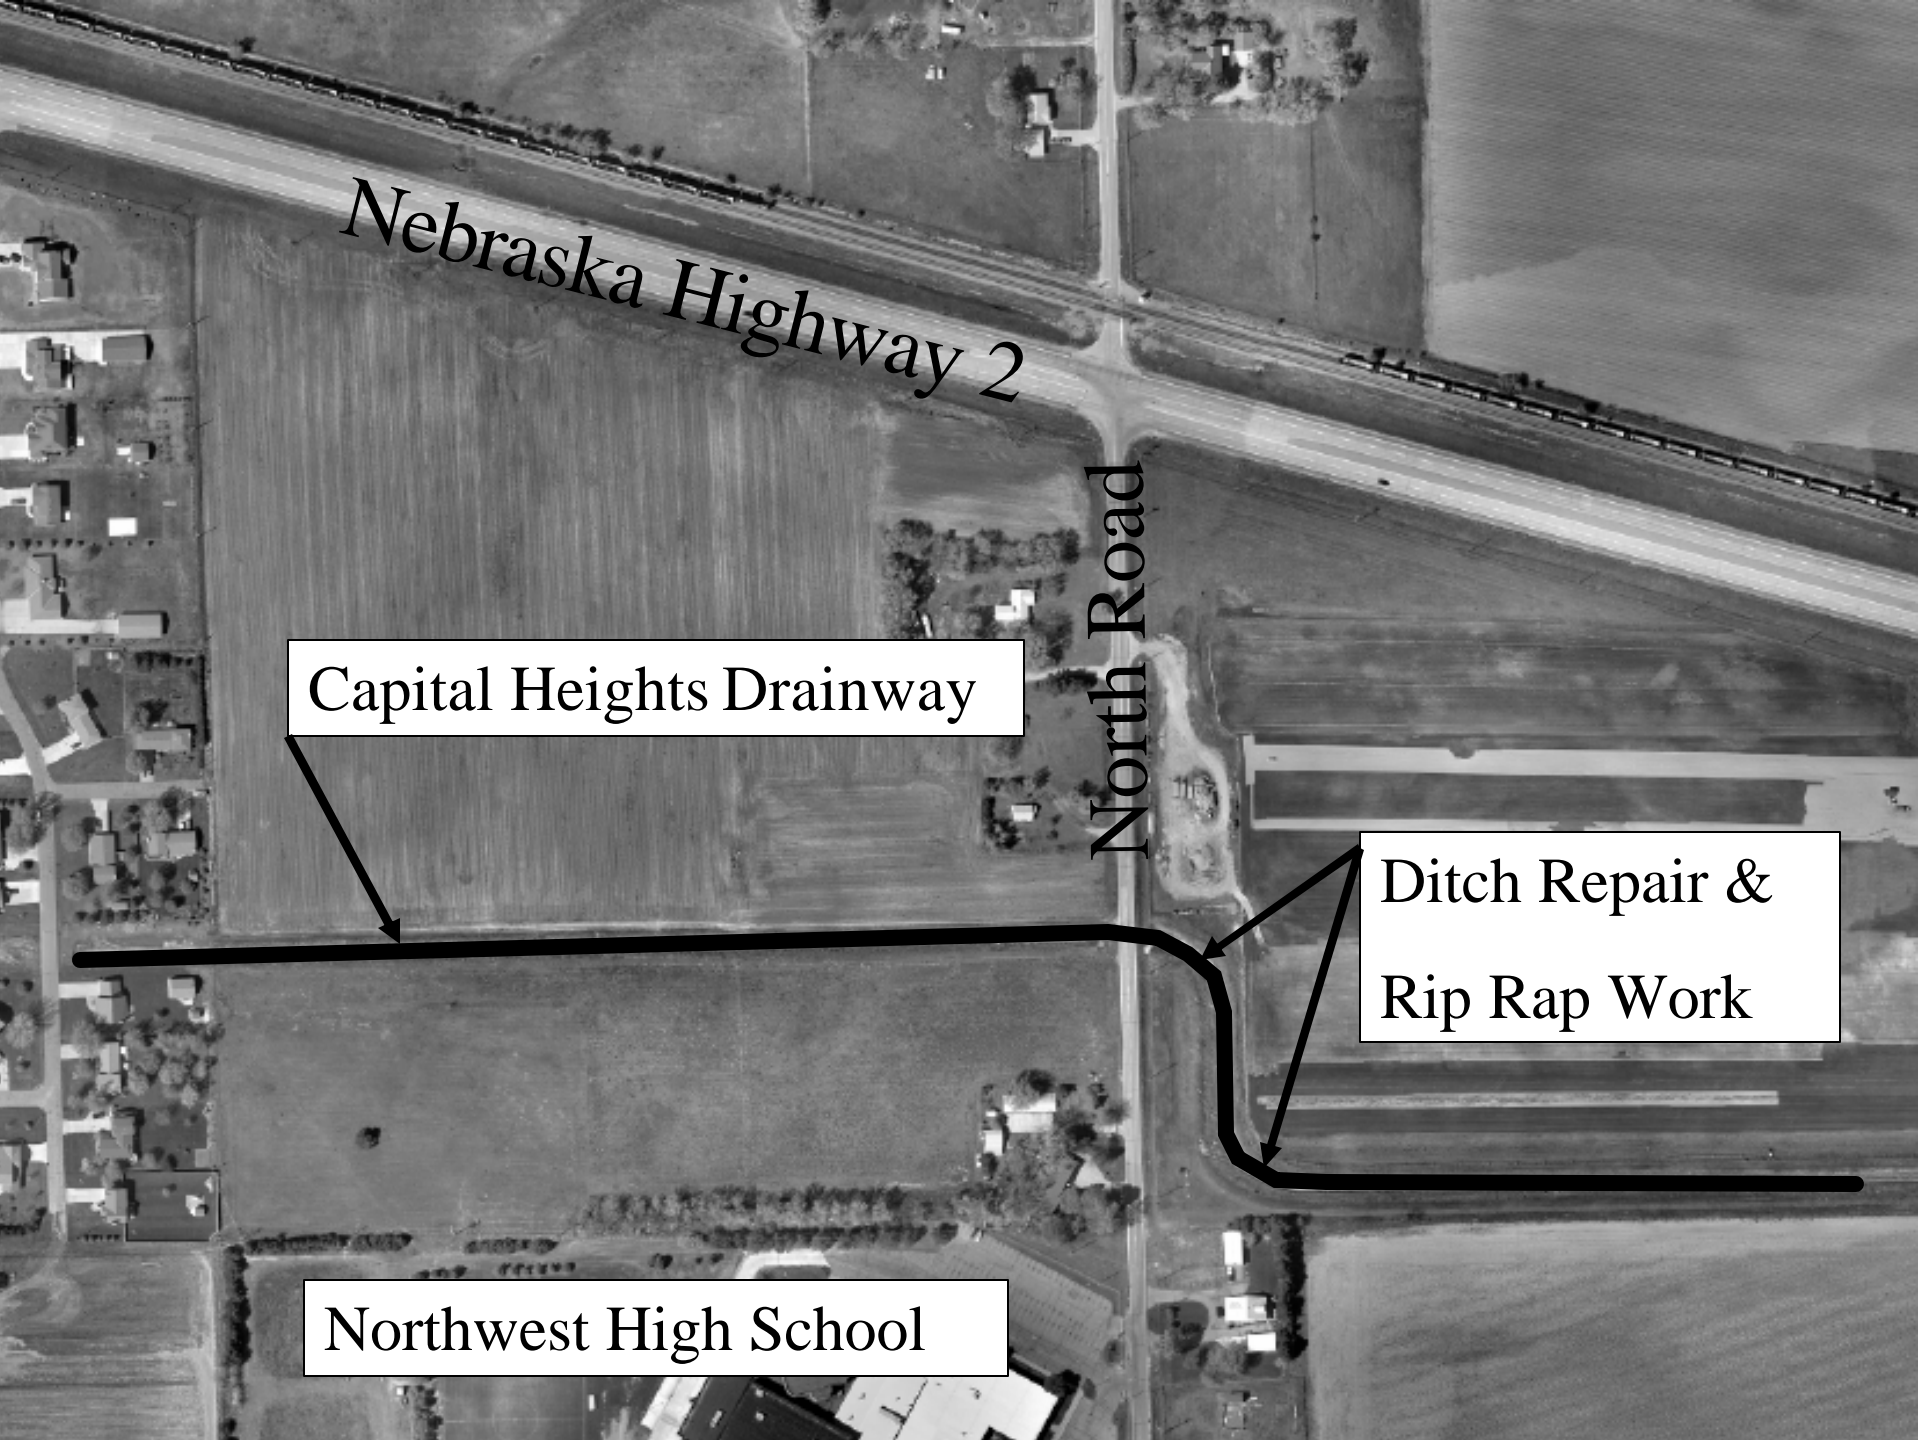 Nebraska Highway 2
North Road
Capital Heights Drainway
Ditch Repair &
Rip Rap Work
Northwest High School